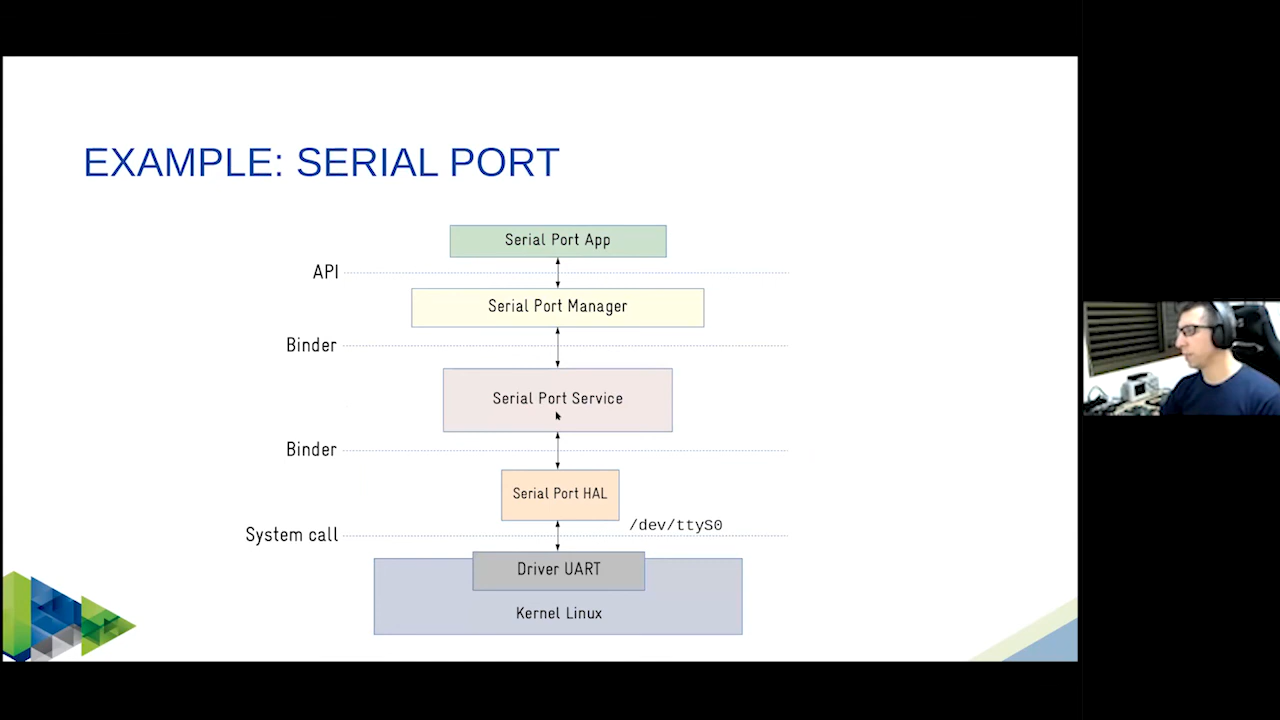 EXAMPLE: SERIAL PORT
Serial Port App
API
Serial Port Manager
Binder
Serial Port Service
Binder
Serial Port HAL
/dev/ttyS0
System call
Driver UART
Kernel Linux